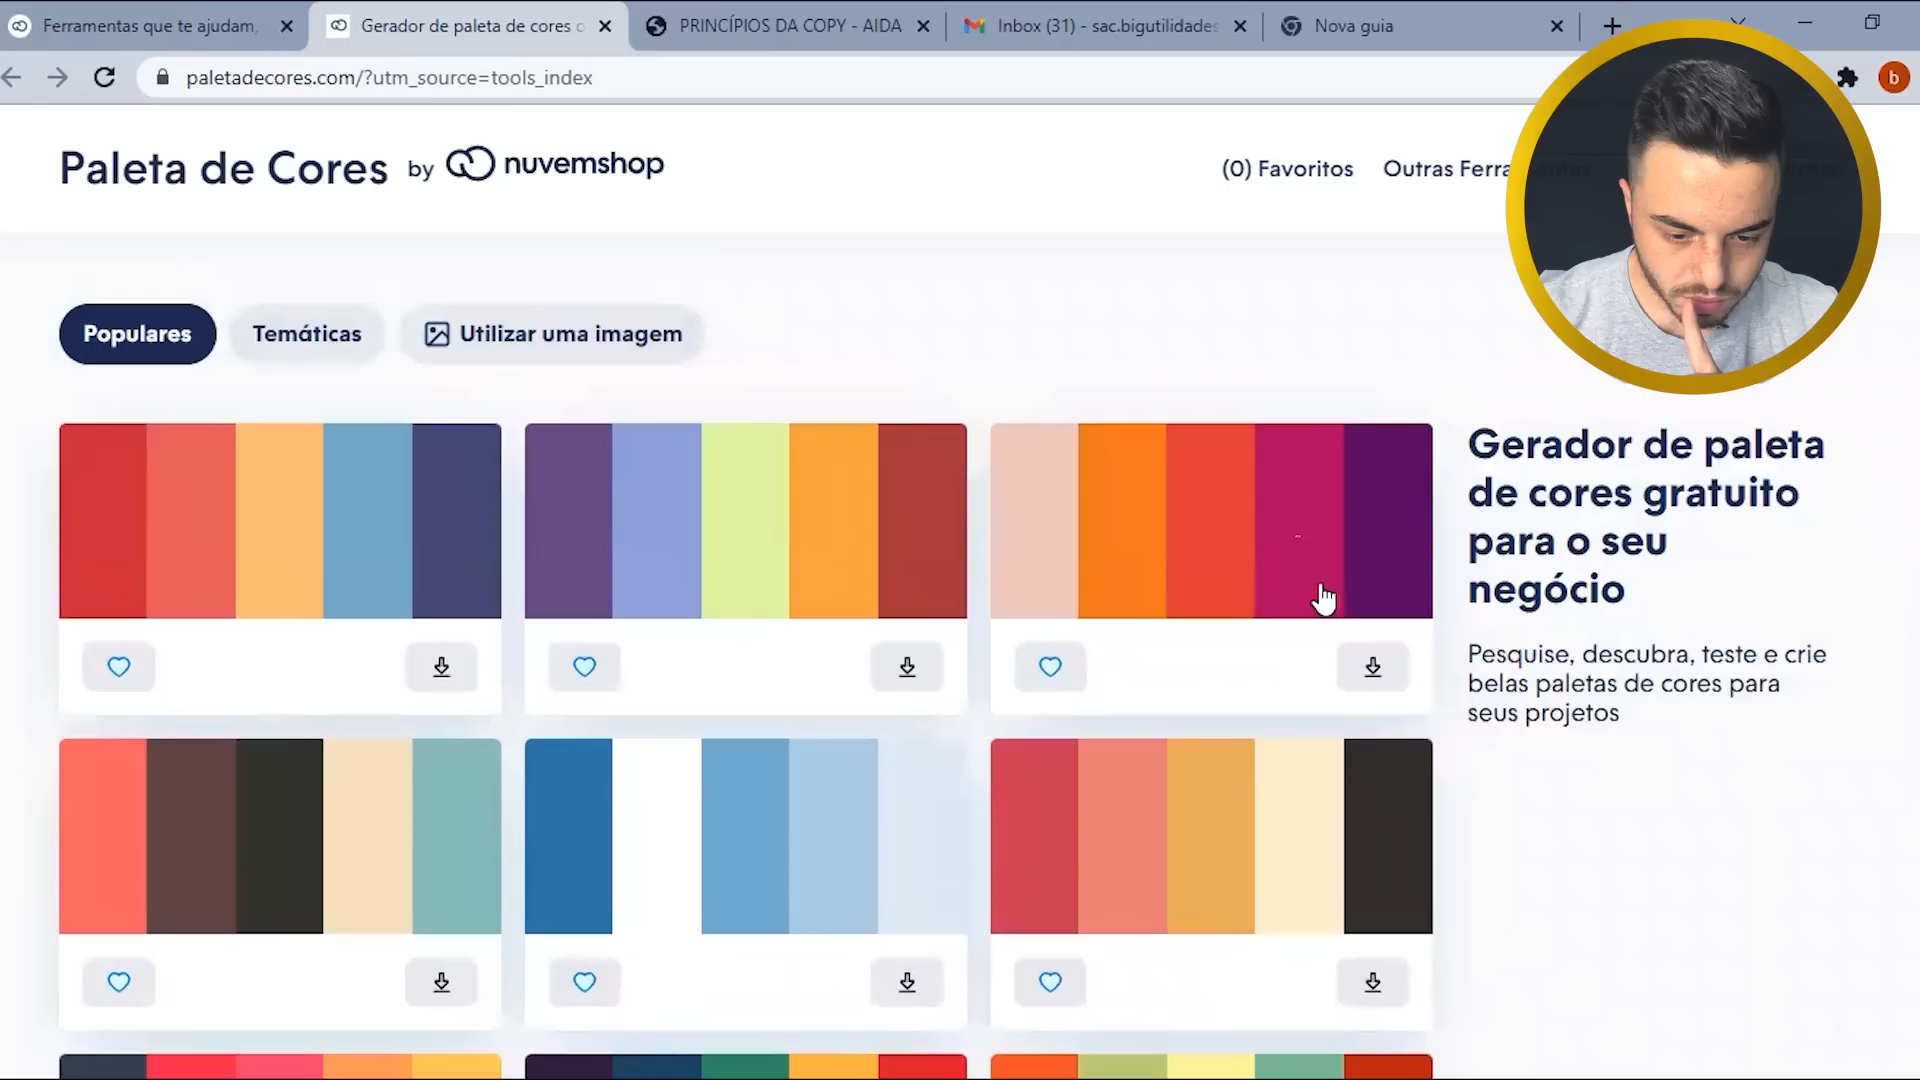 Ferramentas que te ajudam,
Gerador de paleta de cores o
PRINCÍPIOS DA COPY - AIDA
Inbox (31) - sac.bigutilidades
Nova guia
paletadecores.com/?utm_source=tools_index
b
Paleta de Cores by nuvemshop
(0) Favoritos
Outras Ferramentas
Populares
Temáticas
Utilizar uma imagem
Gerador de paleta
de cores gratuito
para o seu
negócio
Pesquise, descubra, teste e crie
belas paletas de cores para
seus projetos